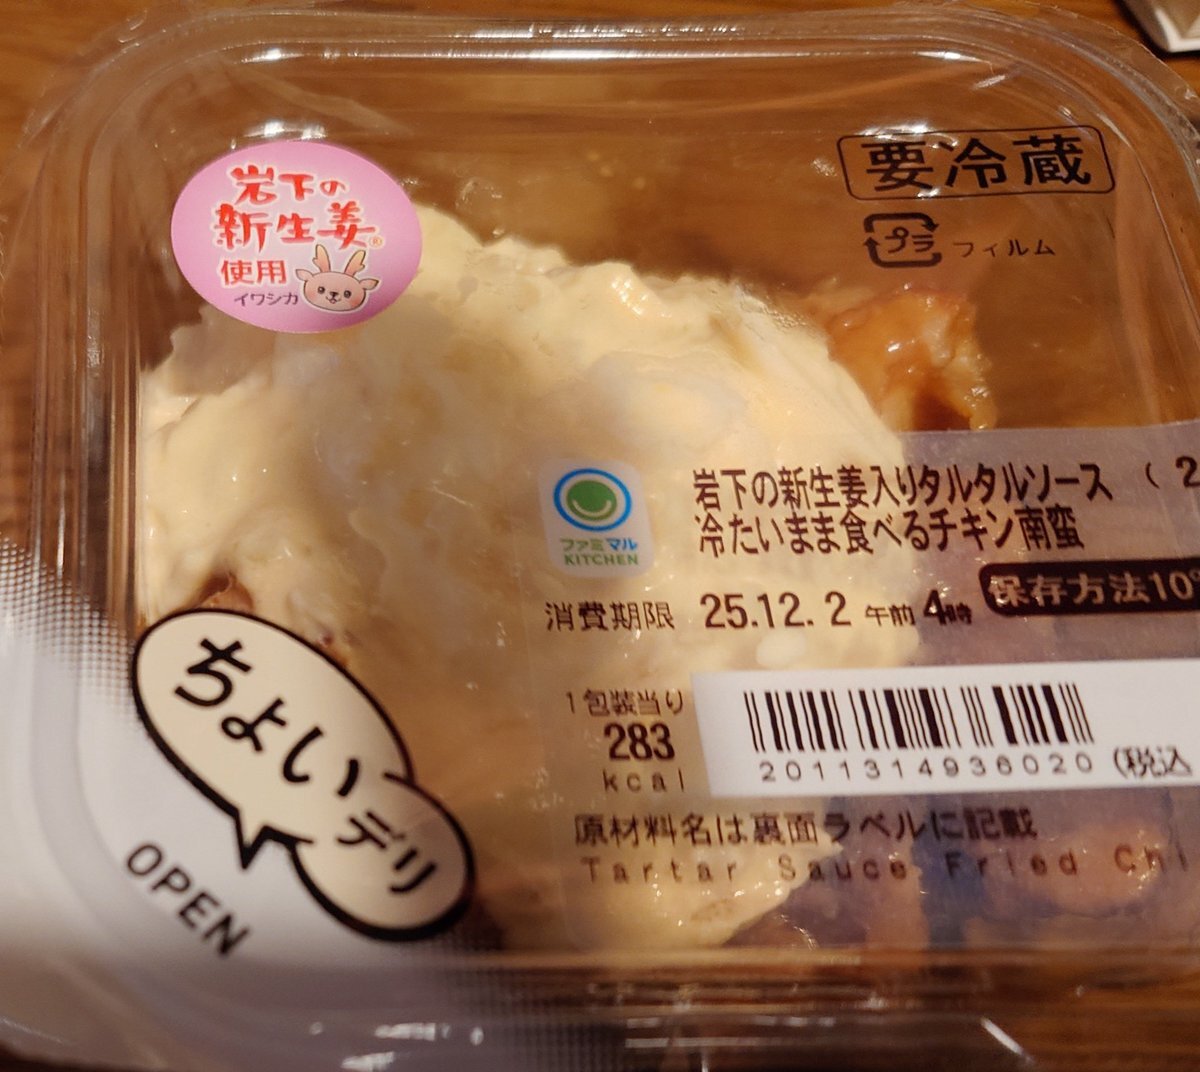 岩下の
新生姜®
使用
イワシカ
要冷蔵
プラ フィルム
ファミマル
KITCHEN
岩下の新生姜入りタルタルソース (2
冷たいまま食べるチキン南蛮
消費期限 25.12. 2 午前 4時
保存方法10°
1包装当り
283
kcal
2011314936020 (税込
原材料名は裏面ラベルに記載
Tartar Sauce Fried Chi
ちょい
デリ
OPEN